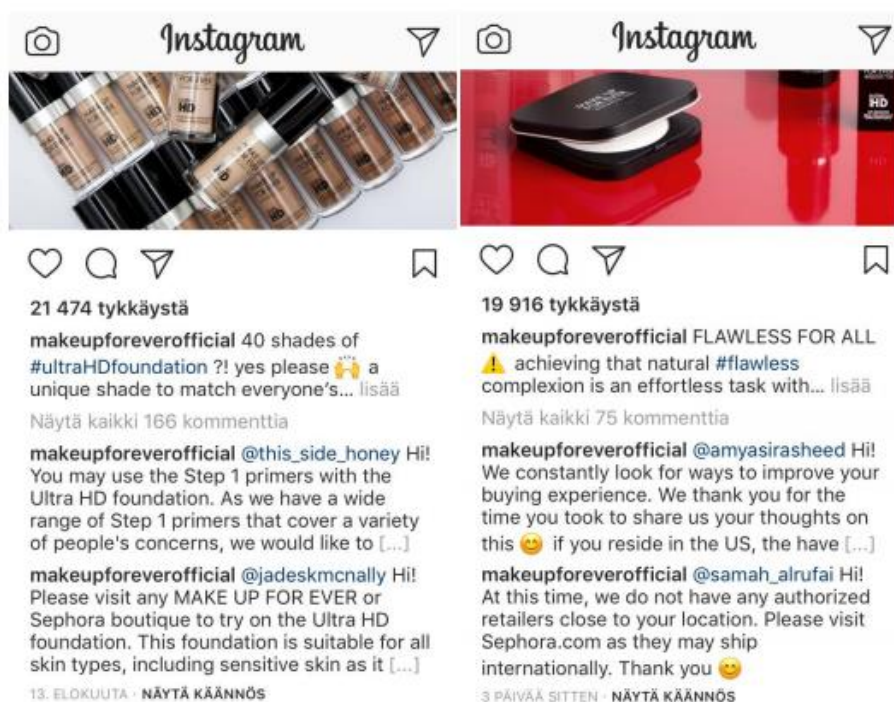 Instagram
HD
HD
HD
HD
HD
21 474 tykkäystä
makeupforeverofficial 40 shades of
#ultraHDfoundation ?! yes please 🙌 a
unique shade to match everyone's... lisää
Näytä kaikki 166 kommenttia
makeupforeverofficial @this_side_honey Hi!
You may use the Step 1 primers with the
Ultra HD foundation. As we have a wide
range of Step 1 primers that cover a variety
of people's concerns, we would like to [...]
makeupforeverofficial @jadeskmcnally Hi!
Please visit any MAKE UP FOR EVER or
Sephora boutique to try on the Ultra HD
foundation. This foundation is suitable for all
skin types, including sensitive skin as it [...]
13. ELOKUUTA · NÄYTÄ KÄÄNNÖS
Instagram
HD
19 916 tykkäystä
makeupforeverofficial FLAWLESS FOR ALL
⚠️ achieving that natural #flawless
complexion is an effortless task with... lisää
Näytä kaikki 75 kommenttia
makeupforeverofficial @amyasirasheed Hi!
We constantly look for ways to improve your
buying experience. We thank you for the
time you took to share us your thoughts on
this 😊 if you reside in the US, the have [...]
makeupforeverofficial @samah_alrufai Hi!
At this time, we do not have any authorized
retailers close to your location. Please visit
Sephora.com as they may ship
internationally. Thank you 😊
3 PÄIVÄÄ SITTEN · NÄYTÄ KÄÄNNÖS